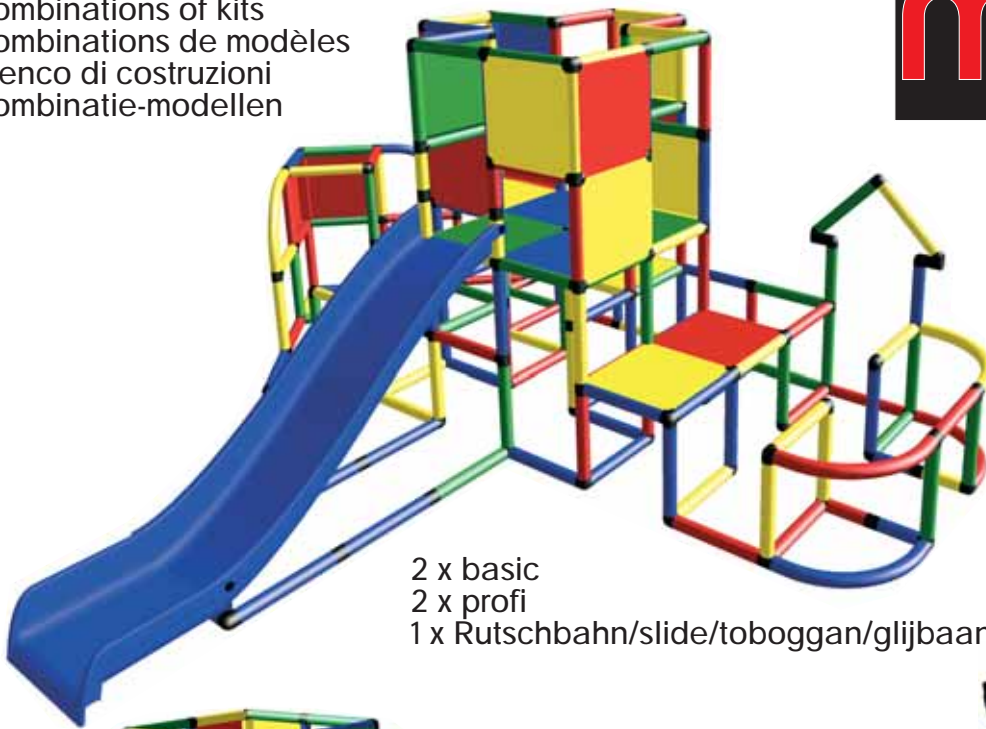 ombinations of kits
ombinations de modèles
enco di costruzioni
ombinatie-modellen
m
2 x basic
2 x profi
1 x Rutschbahn/slide/toboggan/glijbaan